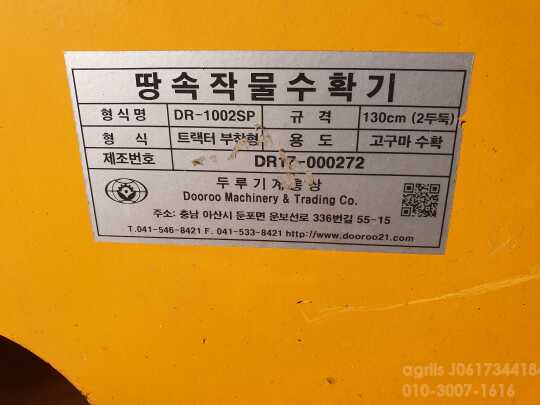 땅속작물수확기
형식명 DR-1002SP 규격 130cm (2두둑)
형식 트랙터 부착형 용도 고구마 수확
제조번호 DR17-000272
두루기계통상
Dooroo Machinery & Trading Co.
주소: 충남 아산시 둔포면 운보선로 336번길 55-15
T.041-546-8421 F. 041-533-8421 http://www.dooroo21.com
agrils J0617344184
010-3007-1616